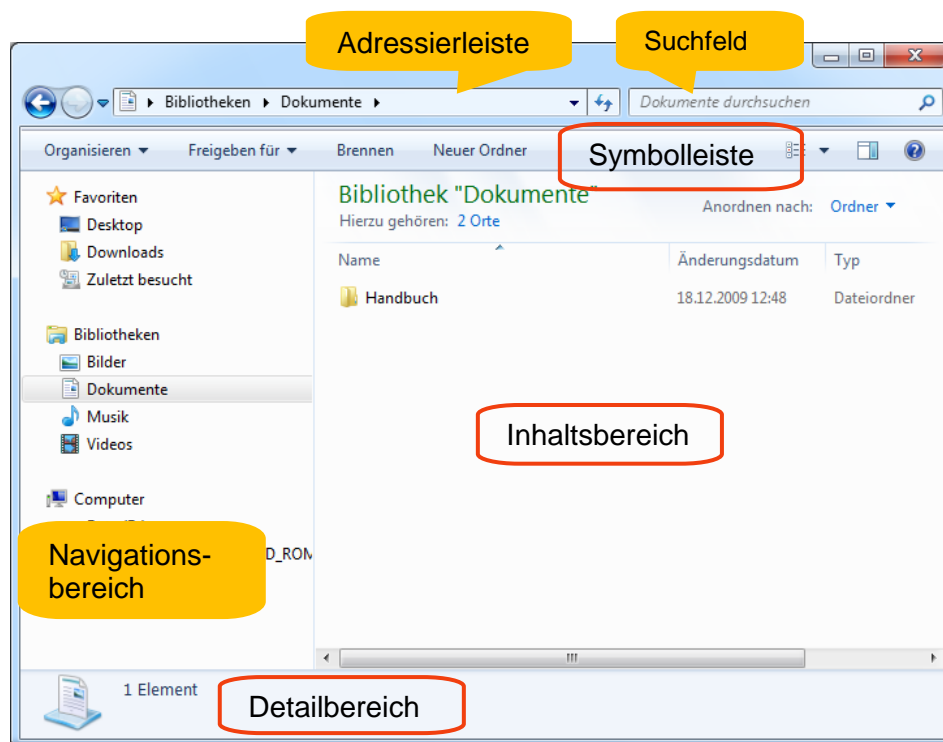 Adressierleiste
Suchfeld
Bibliotheken Dokumente
Dokumente durchsuchen
Organisieren Freigeben für Brennen Neuer Ordner
Symbolleiste
Favoriten
Desktop
Downloads
Zuletzt besucht
Bibliotheken
Bilder
Dokumente
Musik
Videos
Computer
D_ROM
Navigations-
bereich
Bibliothek "Dokumente"
Hierzu gehören: 2 Orte
Anordnen nach: Ordner
Name Änderungsdatum Typ
Handbuch 18.12.2009 12:48 Dateiordner
Inhaltsbereich
1 Element
Detailbereich